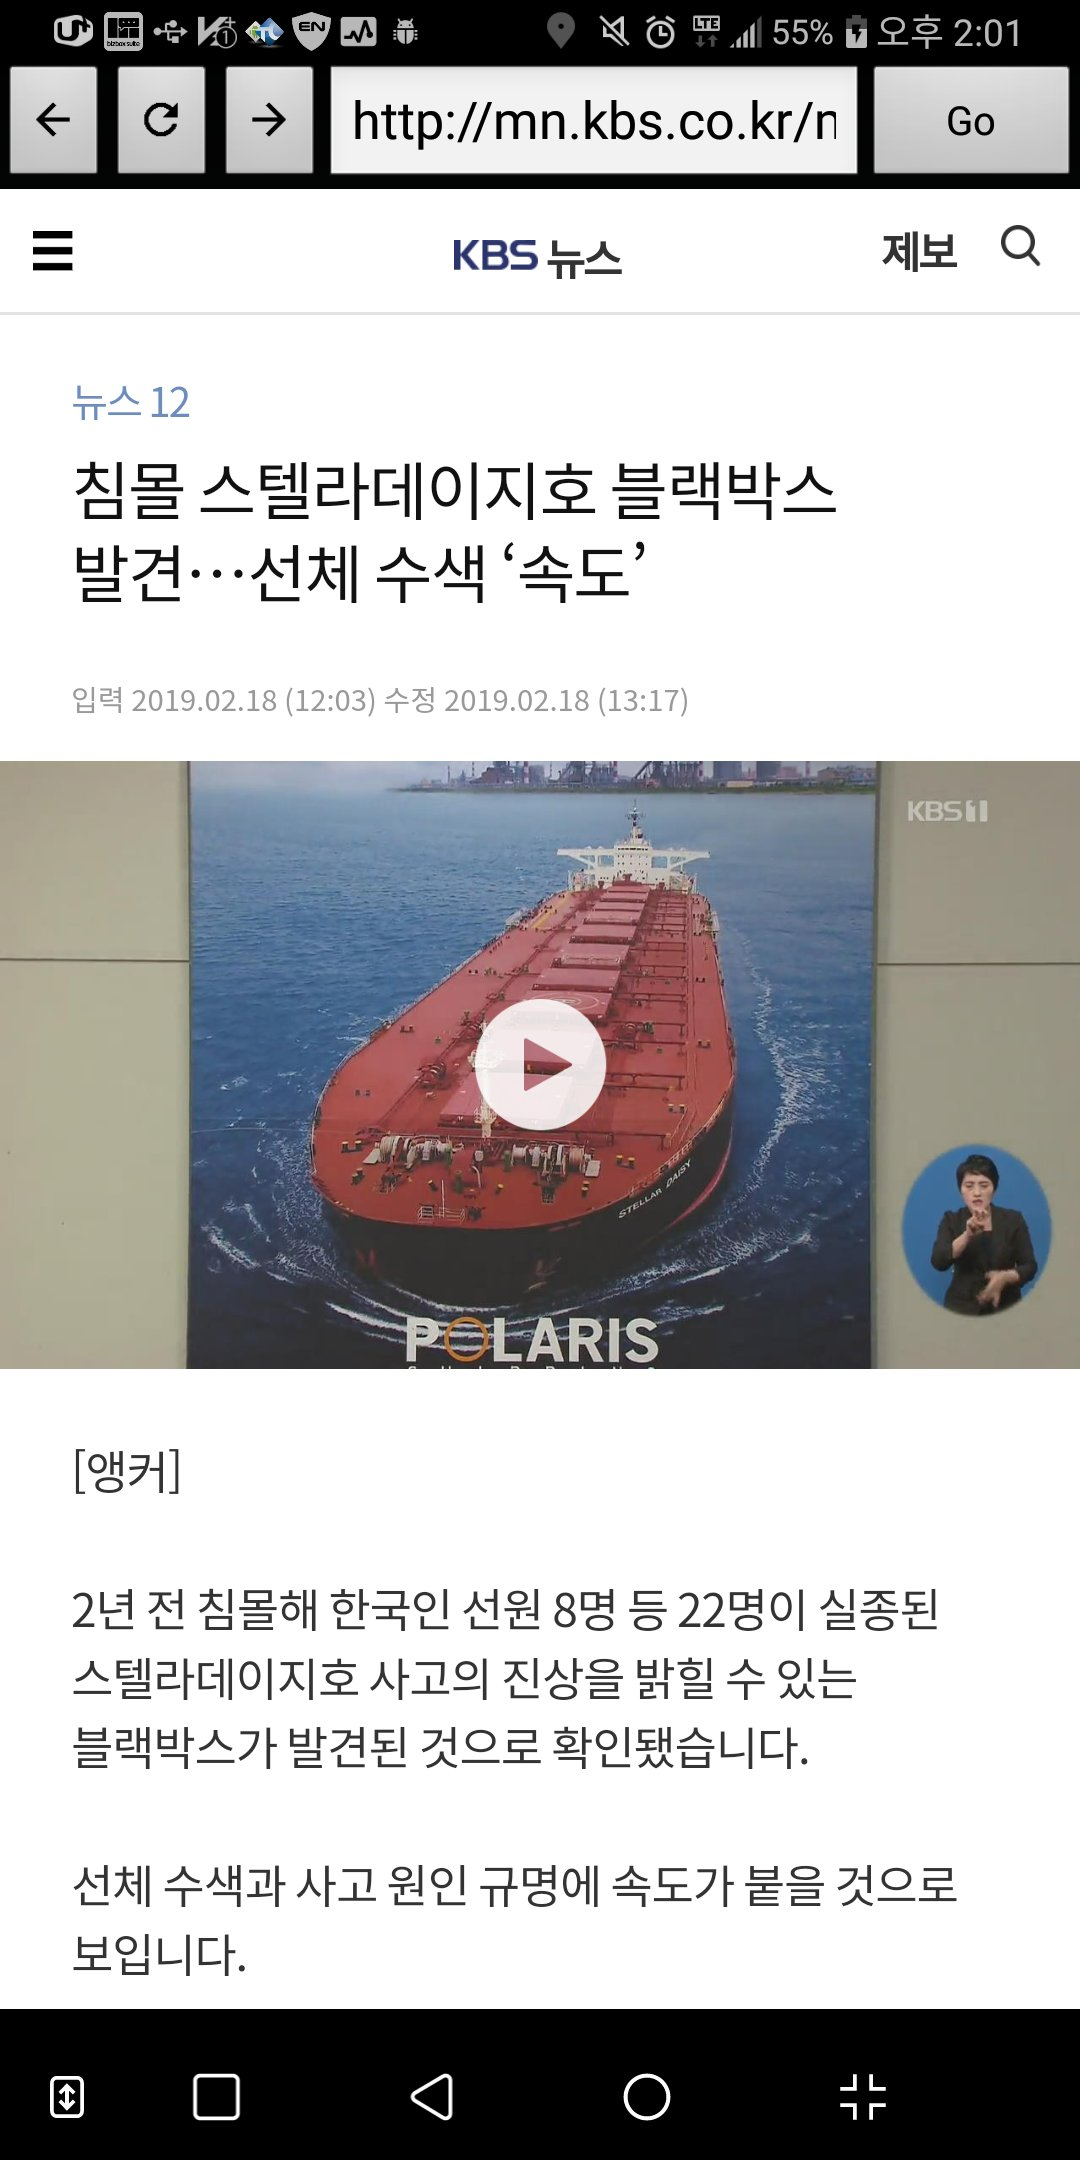 EN
LTE
55%
오후 2:01
http://mn.kbs.co.kr/n
Go
KBS 뉴스
제보
뉴스 12
침몰 스텔라데이지호 블랙박스
발견…선체 수색 ‘속도’
입력 2019.02.18 (12:03) 수정 2019.02.18 (13:17)
KBS1
STELLAR DAISY
POLARIS
[앵커]
2년 전 침몰해 한국인 선원 8명 등 22명이 실종된
스텔라데이지호 사고의 진상을 밝힐 수 있는
블랙박스가 발견된 것으로 확인됐습니다.
선체 수색과 사고 원인 규명에 속도가 붙을 것으로
보입니다.